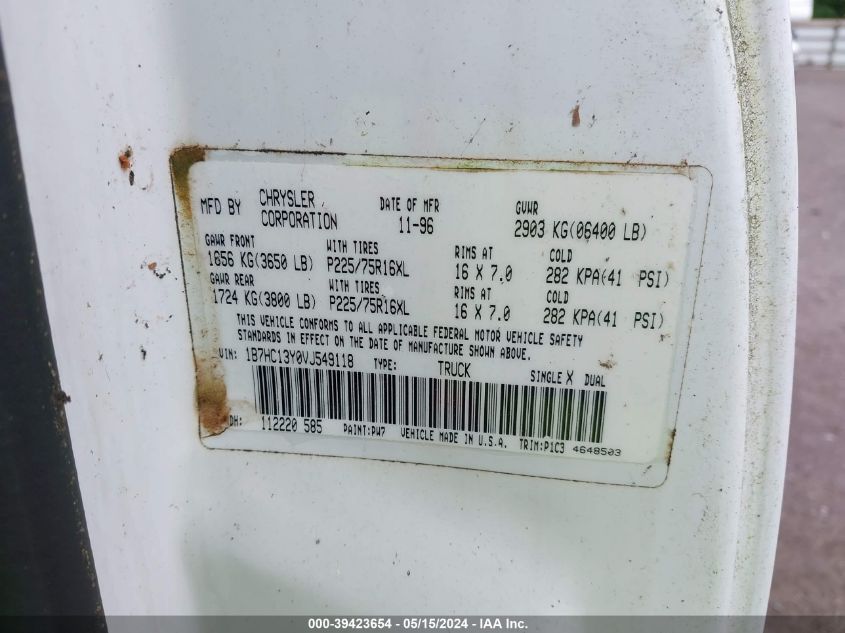 MFD BY CHRYSLER CORPORATION DATE OF MFR 11-96 GVWR 2903 KG(06400 LB)
GAWR FRONT WITH TIRES RIMS AT COLD
1656 KG(3650 LB) P225/75R16XL 16 X 7.0 282 KPA(41 PSI)
GAWR REAR WITH TIRES RIMS AT COLD
1724 KG(3800 LB) P225/75R16XL 16 X 7.0 282 KPA(41 PSI)
THIS VEHICLE CONFORMS TO ALL APPLICABLE FEDERAL MOTOR VEHICLE SAFETY
STANDARDS IN EFFECT ON THE DATE OF MANUFACTURE SHOWN ABOVE.
VIN: 1B7HC13Y0VJ549118 TYPE: TRUCK SINGLE X DUAL
DH: 112220 585 PAINT:PW7 VEHICLE MADE IN U.S.A. TRIM:P1C3 4648503
000-39423654 - 05/15/2024 - IAA Inc.